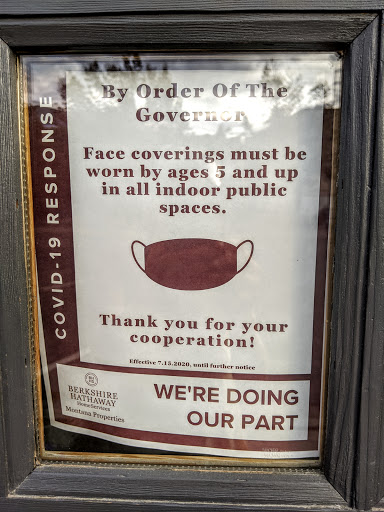 By Order Of The
Governor
Face coverings must be
worn by ages 5 and up
in all indoor public
spaces.
Thank you for your
cooperation!
Effective 7.15.2020, until further notice
COVID-19 RESPONSE
BERKSHIRE
HATHAWAY
HomeServices
Montana Properties
WE'RE DOING
OUR PART